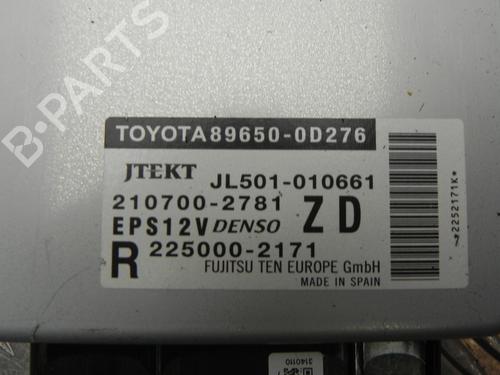 B-PARTS
TOYOTA 89650-0D276
JTEKT JL501-010661
210700-2781 ZD
EPS12V DENSO
R 225000-2171
FUJITSU TEN EUROPE GmbH
MADE IN SPAIN
*2252171K*
3140110